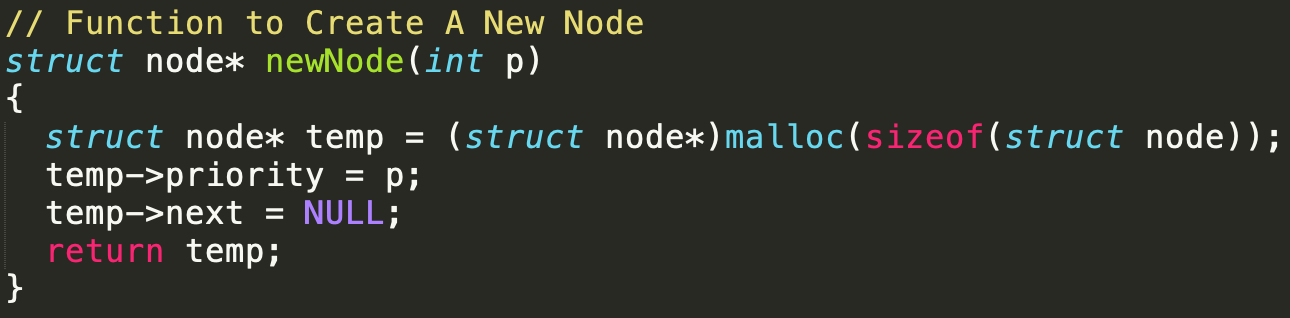 // Function to Create A New Node
struct node* newNode(int p)
{
  struct node* temp = (struct node*)malloc(sizeof(struct node));
  temp->priority = p;
  temp->next = NULL;
  return temp;
}